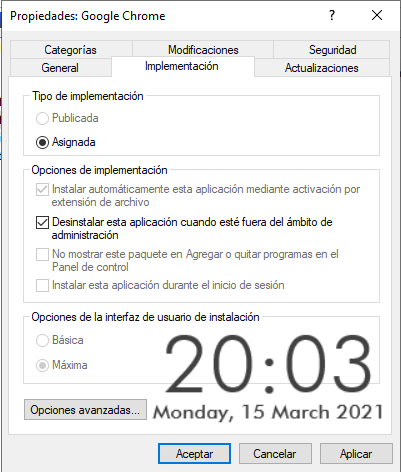 Propiedades: Google Chrome
Categorías
Modificaciones
Seguridad
General
Implementación
Actualizaciones
Tipo de implementación
Publicada
Asignada
Opciones de implementación
Instalar automáticamente esta aplicación mediante activación por
extensión de archivo
Desinstalar esta aplicación cuando esté fuera del ámbito de
administración
No mostrar este paquete en Agregar o quitar programas en el
Panel de control
Instalar esta aplicación durante el inicio de sesión
Opciones de la interfaz de usuario de instalación
Básica
Máxima
20:03
Monday, 15 March 2021
Opciones avanzadas...
Aceptar
Cancelar
Aplicar